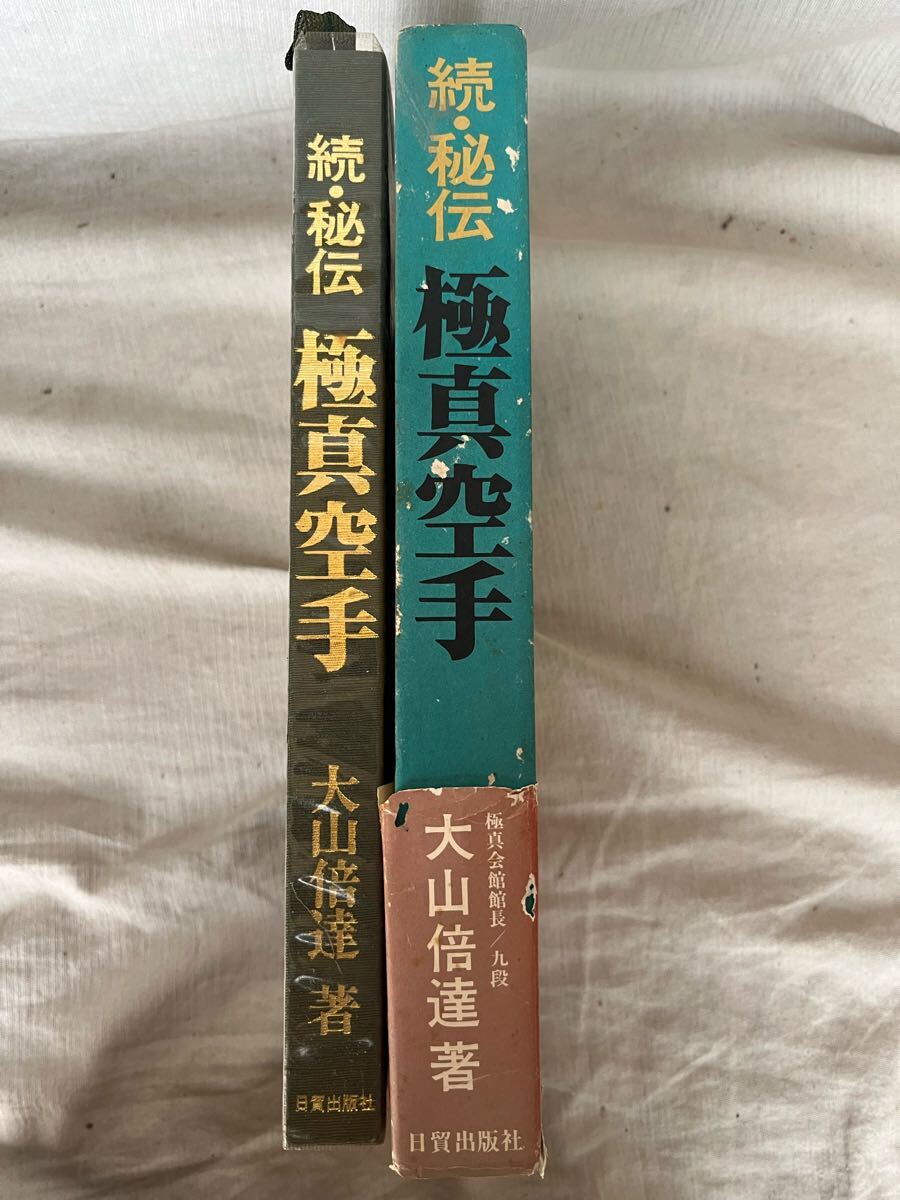 続・秘伝
極真空手
大山倍達 著
日貿出版社
続・秘伝
極真空手
極真会館館長/九段
大山倍達 著
日貿出版社